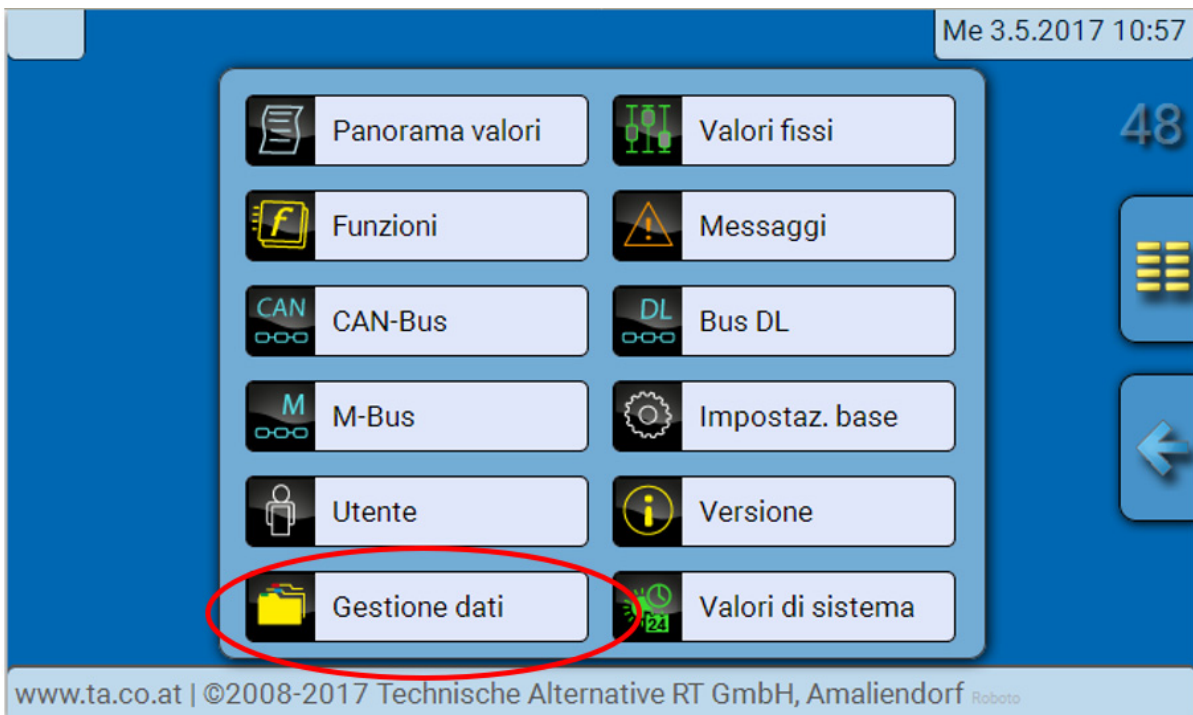 Me 3.5.2017 10:57
48
Panorama valori
Valori fissi
f Funzioni
Messaggi
CAN CAN-Bus
DL Bus DL
M M-Bus
Impostaz. base
Utente
i Versione
Gestione dati
24 Valori di sistema
www.ta.co.at | ©2008-2017 Technische Alternative RT GmbH, Amaliendorf Roboto